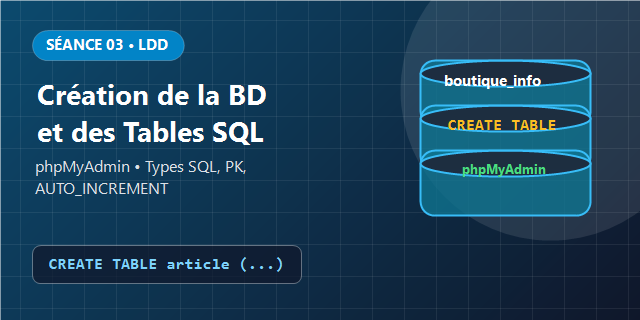 SÉANCE 03 • LDD
Création de la BD
et des Tables SQL
phpMyAdmin • Types SQL, PK,
AUTO_INCREMENT
CREATE TABLE article (...)
boutique_info
CREATE TABLE
phpMyAdmin